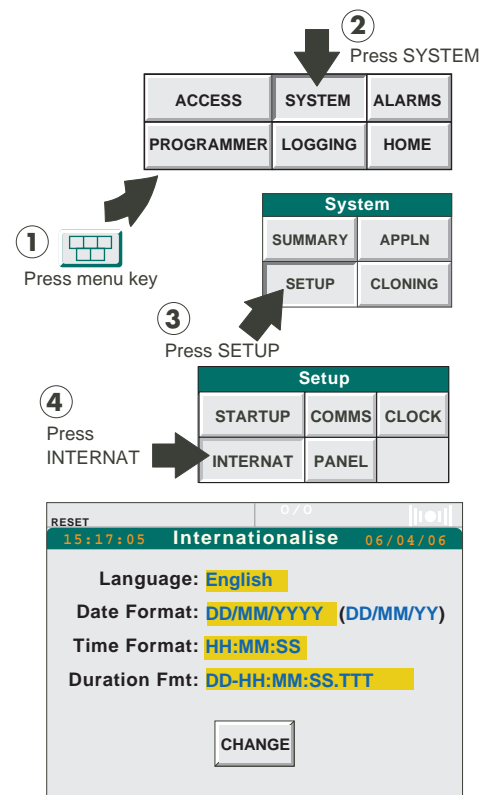 2
Press SYSTEM
ACCESS SYSTEM ALARMS
PROGRAMMER LOGGING HOME
1
Press menu key
System
SUMMARY APPLN
SETUP CLONING
3
Press SETUP
Setup
STARTUP COMMS CLOCK
INTERNAT PANEL
4
Press
INTERNAT
RESET 0/0
15:17:05 Internationalise 06/04/06
Language: English
Date Format: DD/MM/YYYY (DD/MM/YY)
Time Format: HH:MM:SS
Duration Fmt: DD-HH:MM:SS.TTT
CHANGE